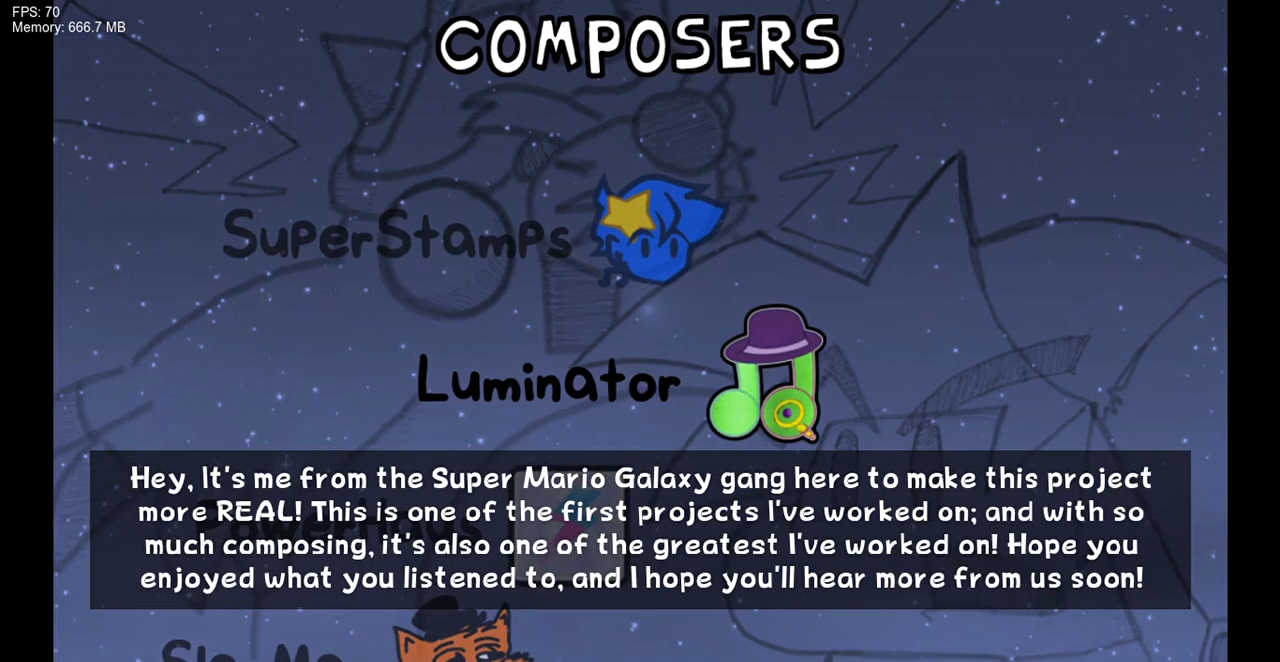 FPS: 70
Memory: 666.7 MB
COMPOSERS
SuperStamps
Luminator
Hey, It's me from the Super Mario Galaxy gang here to make this project
more REAL! This is one of the first projects I've worked on; and with so
much composing, it's also one of the greatest I've worked on! Hope you
enjoyed what you listened to, and I hope you'll hear more from us soon!